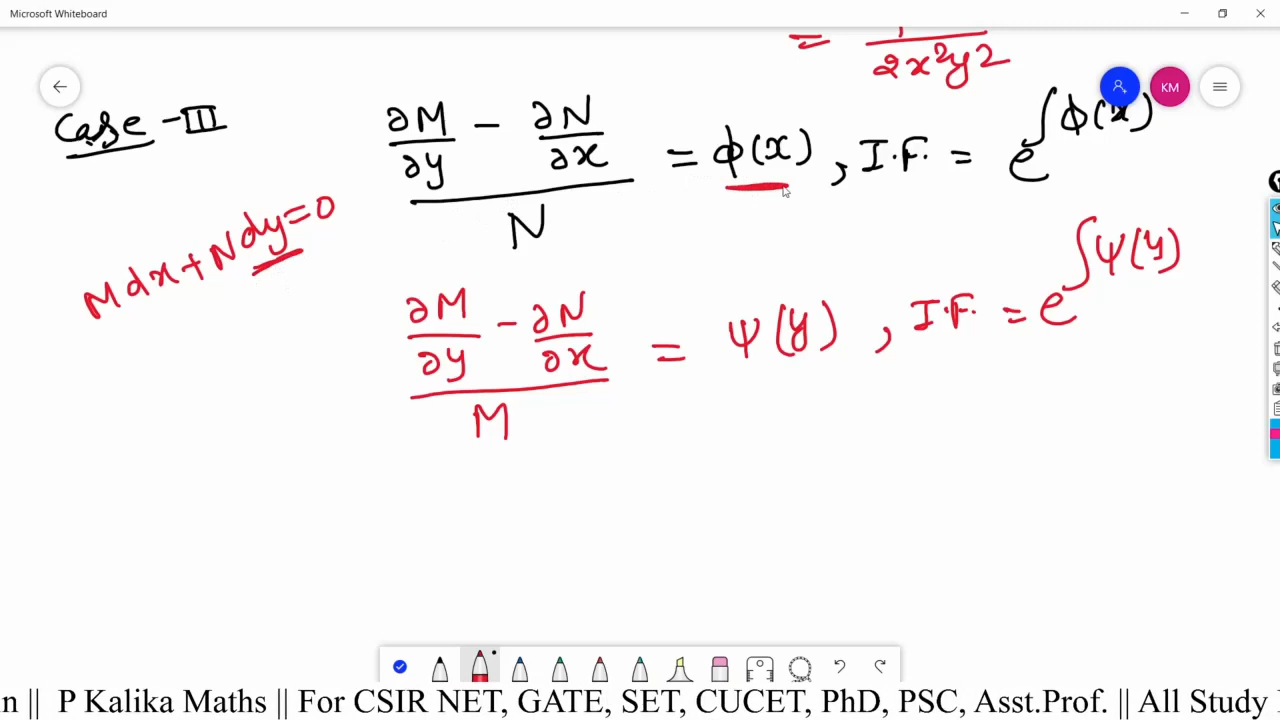 Microsoft Whiteboard
= 2x²y²
KM
Case-III
∂M/∂y - ∂N/∂x / N = ϕ(x), I.F. = e^∫ϕ(x)
Mdx+Ndy=0
∂M/∂y - ∂N/∂x / M = ψ(y), I.F. = e^∫ψ(y)
|| P Kalika Maths || For CSIR NET, GATE, SET, CUCET, PhD, PSC, Asst.Prof. || All Study